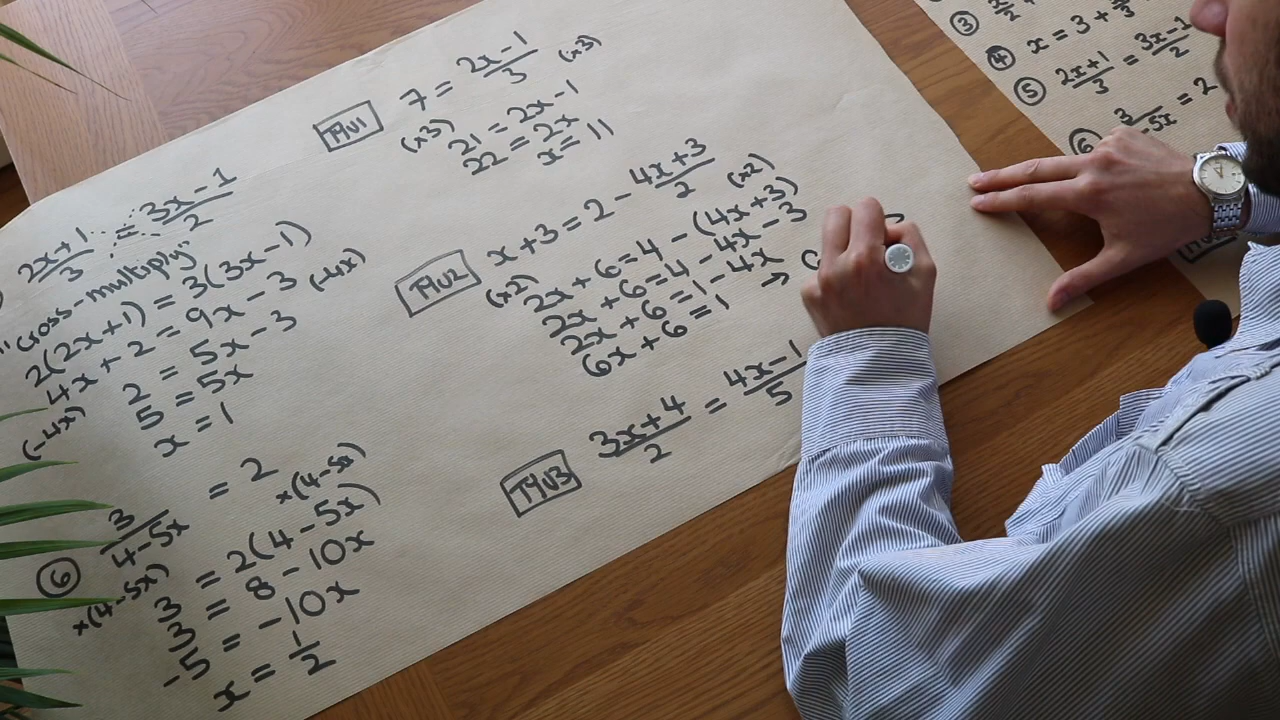 2x+1/3 = 3x-1/2
"cross-multiply"
2(2x+1) = 3(3x-1)
4x+2 = 9x-3
(-4x) 2 = 5x-3 (-4x)
5 = 5x
x = 1
⑥ 3/4-5x = 2
×(4-5x) ×(4-5x)
3 = 2(4-5x)
3 = 8-10x
-5 = -10x
x = 1/2
TYU1
7 = 2x-1/3
(×3) (×3)
21 = 2x-1
22 = 2x
x = 11
TYU2
x+3 = 2-4x+3/2
(×2) (×2)
2x+6=4-(4x+3)
2x+6=4-4x-3
2x+6=1-4x
6x+6=1 →
TYU3
3x+4/2 = 4x-1/5
③ x/2+
④ x=3+
⑤ 2x+1/3 = 3x-1/2
⑥ 3/-5x = 2